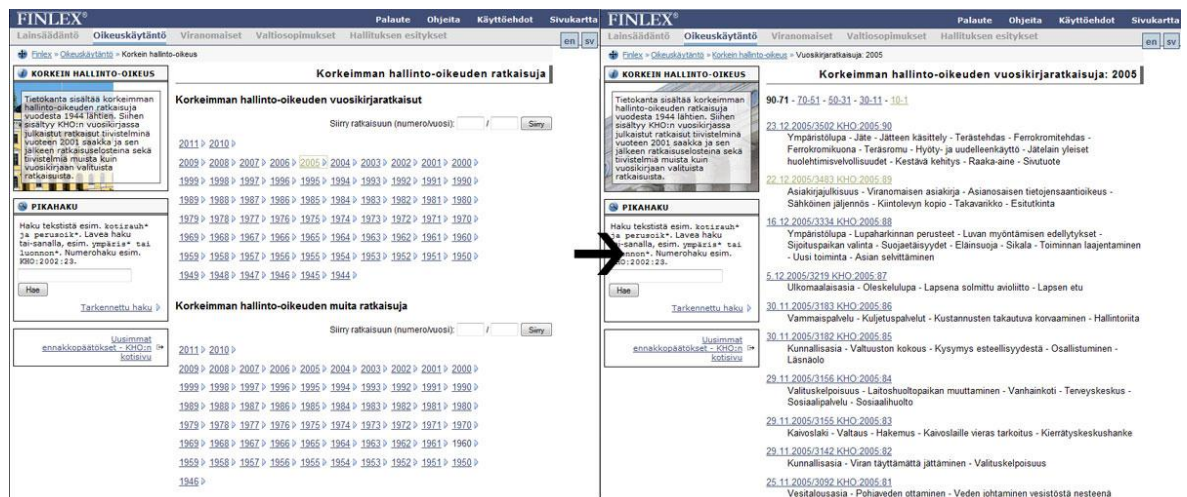 FINLEX®
Palaute Ohjeita Käyttöehdot Sivukartta
Lainsäädäntö Oikeuskäytäntö Viranomaiset Valtiosopimukset Hallituksen esitykset
en sv
Finlex » Oikeuskäytäntö » Korkein hallinto-oikeus
KORKEIN HALLINTO-OIKEUS
Tietokanta sisältää korkeimman
hallinto-oikeuden ratkaisuja
vuodesta 1944 lähtien. Siihen
sisältyy KHO:n vuosikirjassa
julkaistut ratkaisut tiivistelminä
vuoteen 2001 saakka ja sen
jälkeen ratkaisuselosteina sekä
tiivistelmiä muista kuin
vuosikirjaan valituista
ratkaisuista.
PIKAHAKU
Haku tekstistä esim. kotirauh*
ja perusoik*. Lavea haku
tai-sanalla, esim. ympäris* tai
luonnon*. Numerohaku esim.
KHO:2002:23.
Hae
Tarkennettu haku
Uusimmat
ennakkopäätökset - KHO:n
kotisivu
Korkeimman hallinto-oikeuden ratkaisuja
Korkeimman hallinto-oikeuden vuosikirjaratkaisut
Siirry ratkaisuun (numero/vuosi): / Siirry
2011 2010
2009 2008 2007 2006 2005 2004 2003 2002 2001 2000
1999 1998 1997 1996 1995 1994 1993 1992 1991 1990
1989 1988 1987 1986 1985 1984 1983 1982 1981 1980
1979 1978 1977 1976 1975 1974 1973 1972 1971 1970
1969 1968 1967 1966 1965 1964 1963 1962 1961 1960
1959 1958 1957 1956 1955 1954 1953 1952 1951 1950
1949 1948 1947 1946 1945 1944
Korkeimman hallinto-oikeuden muita ratkaisuja
Siirry ratkaisuun (numero/vuosi): / Siirry
2011 2010
2009 2008 2007 2006 2005 2004 2003 2002 2001 2000
1999 1998 1997 1996 1995 1994 1993 1992 1991 1990
1989 1988 1987 1986 1985 1984 1983 1982 1981 1980
1979 1978 1977 1976 1975 1974 1973 1972 1971 1970
1969 1968 1967 1966 1965 1964 1963 1962 1961 1960
1959 1958 1957 1956 1955 1954 1953 1952 1951 1950
1946
FINLEX®
Palaute Ohjeita Käyttöehdot Sivukartta
Lainsäädäntö Oikeuskäytäntö Viranomaiset Valtiosopimukset Hallituksen esitykset
en sv
Finlex » Oikeuskäytäntö » Korkein hallinto-oikeus » Vuosikirjaratkaisuja: 2005
KORKEIN HALLINTO-OIKEUS
Tietokanta sisältää korkeimman
hallinto-oikeuden ratkaisuja
vuodesta 1944 lähtien. Siihen
sisältyy KHO:n vuosikirjassa
julkaistut ratkaisut tiivistelminä
vuoteen 2001 saakka ja sen
jälkeen ratkaisuselosteina sekä
tiivistelmiä muista kuin
vuosikirjaan valituista
ratkaisuista.
PIKAHAKU
Haku tekstistä esim. kotirauh*
ja perusoik*. Lavea haku
tai-sanalla, esim. ympäris* tai
luonnon*. Numerohaku esim.
KHO:2002:23.
Hae
Tarkennettu haku
Uusimmat
ennakkopäätökset - KHO:n
kotisivu
Korkeimman hallinto-oikeuden vuosikirjaratkaisuja: 2005
90-71 - 70-51 - 50-31 - 30-11 - 10-1
23.12.2005/3502 KHO:2005:90
Ympäristölupa - Jäte - Jätteen käsittely - Terästehdas - Ferrokromitehdas -
Ferrokromikuona - Teräsromu - Hyöty- ja uudelleenkäyttö - Jätelain yleiset
huolehtimisvelvollisuudet - Kestävä kehitys - Raaka-aine - Sivutuote
22.12.2005/3483 KHO:2005:89
Asiakirjajulkisuus - Viranomaisen asiakirja - Asianosaisen tietojensaantioikeus -
Sähköinen jäljennös - Kiintolevyn kopio - Takavarikko - Esitutkinta
16.12.2005/3334 KHO:2005:88
Ympäristölupa - Lupaharkinnan perusteet - Luvan myöntämisen edellytykset -
Sijoituspaikan valinta - Suojaetäisyydet - Eläinsuoja - Sikala - Toiminnan laajentaminen
- Uusi toiminta - Asian selvittäminen
5.12.2005/3219 KHO:2005:87
Ulkomaalaisasia - Oleskelulupa - Lapsena solmittu avioliitto - Lapsen etu
30.11.2005/3183 KHO:2005:86
Vammaispalvelu - Kuljetuspalvelut - Kustannusten takautuva korvaaminen - Hallintoriita
30.11.2005/3182 KHO:2005:85
Kunnallisasia - Valtuuston kokous - Kysymys esteellisyydestä - Osallistuminen -
Läsnäolo
29.11.2005/3156 KHO:2005:84
Valituskelpoisuus - Laitoshuoltopaikan muuttaminen - Vanhainkoti - Terveyskeskus -
Sosiaalipalvelu - Sosiaalihuolto
29.11.2005/3155 KHO:2005:83
Kaivoslaki - Valtaus - Hakemus - Kaivoslaille vieras tarkoitus - Kierrätyskeskushanke
29.11.2005/3142 KHO:2005:82
Kunnallisasia - Viran täyttämättä jättäminen - Valituskelpoisuus
25.11.2005/3092 KHO:2005:81
Vesitalousasia - Pohjaveden ottaminen - Veden johtaminen vesistöstä nesteenä